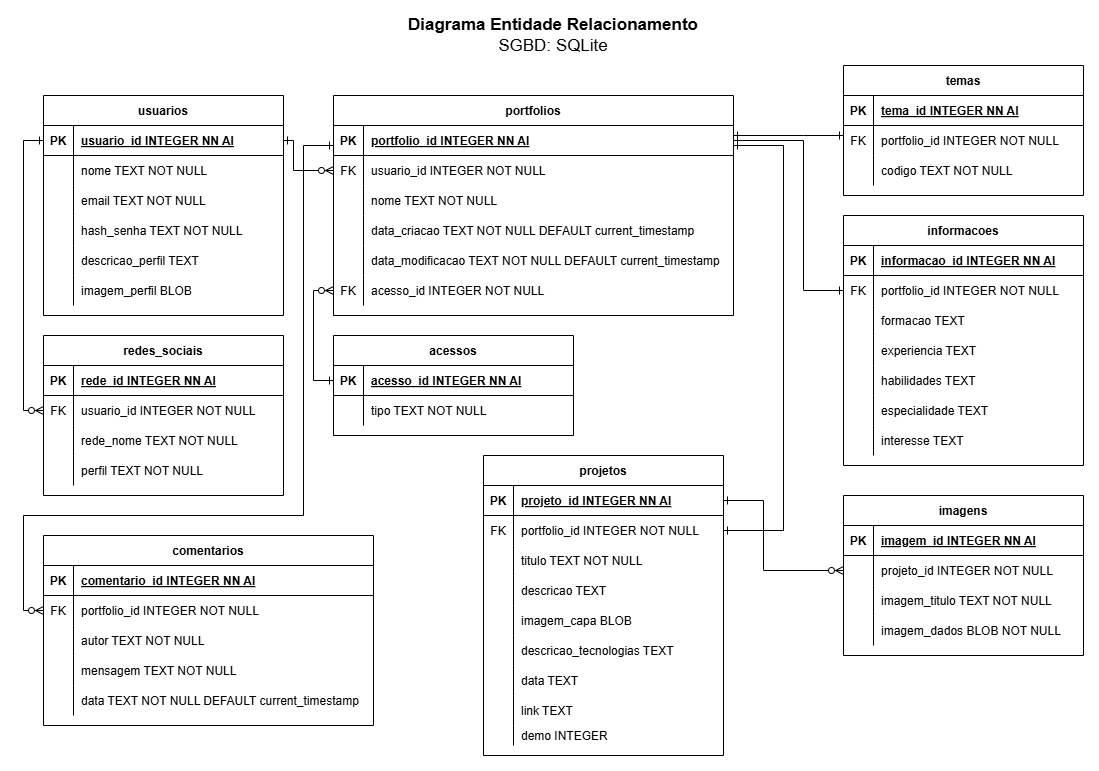 Diagrama Entidade Relacionamento
SGBD: SQLite
usuarios
PK usuario_id INTEGER NN AI
nome TEXT NOT NULL
email TEXT NOT NULL
hash_senha TEXT NOT NULL
descricao_perfil TEXT
imagem_perfil BLOB
portfolios
PK portfolio_id INTEGER NN AI
FK usuario_id INTEGER NOT NULL
nome TEXT NOT NULL
data_criacao TEXT NOT NULL DEFAULT current_timestamp
data_modificacao TEXT NOT NULL DEFAULT current_timestamp
FK acesso_id INTEGER NOT NULL
temas
PK tema_id INTEGER NN AI
FK portfolio_id INTEGER NOT NULL
codigo TEXT NOT NULL
informacoes
PK informacao_id INTEGER NN AI
FK portfolio_id INTEGER NOT NULL
formacao TEXT
experiencia TEXT
habilidades TEXT
especialidade TEXT
interesse TEXT
redes_sociais
PK rede_id INTEGER NN AI
FK usuario_id INTEGER NOT NULL
rede_nome TEXT NOT NULL
perfil TEXT NOT NULL
acessos
PK acesso_id INTEGER NN AI
tipo TEXT NOT NULL
projetos
PK projeto_id INTEGER NN AI
FK portfolio_id INTEGER NOT NULL
titulo TEXT NOT NULL
descricao TEXT
imagem_capa BLOB
descricao_tecnologias TEXT
data TEXT
link TEXT
demo INTEGER
imagens
PK imagem_id INTEGER NN AI
projeto_id INTEGER NOT NULL
imagem_titulo TEXT NOT NULL
imagem_dados BLOB NOT NULL
comentarios
PK comentario_id INTEGER NN AI
FK portfolio_id INTEGER NOT NULL
autor TEXT NOT NULL
mensagem TEXT NOT NULL
data TEXT NOT NULL DEFAULT current_timestamp